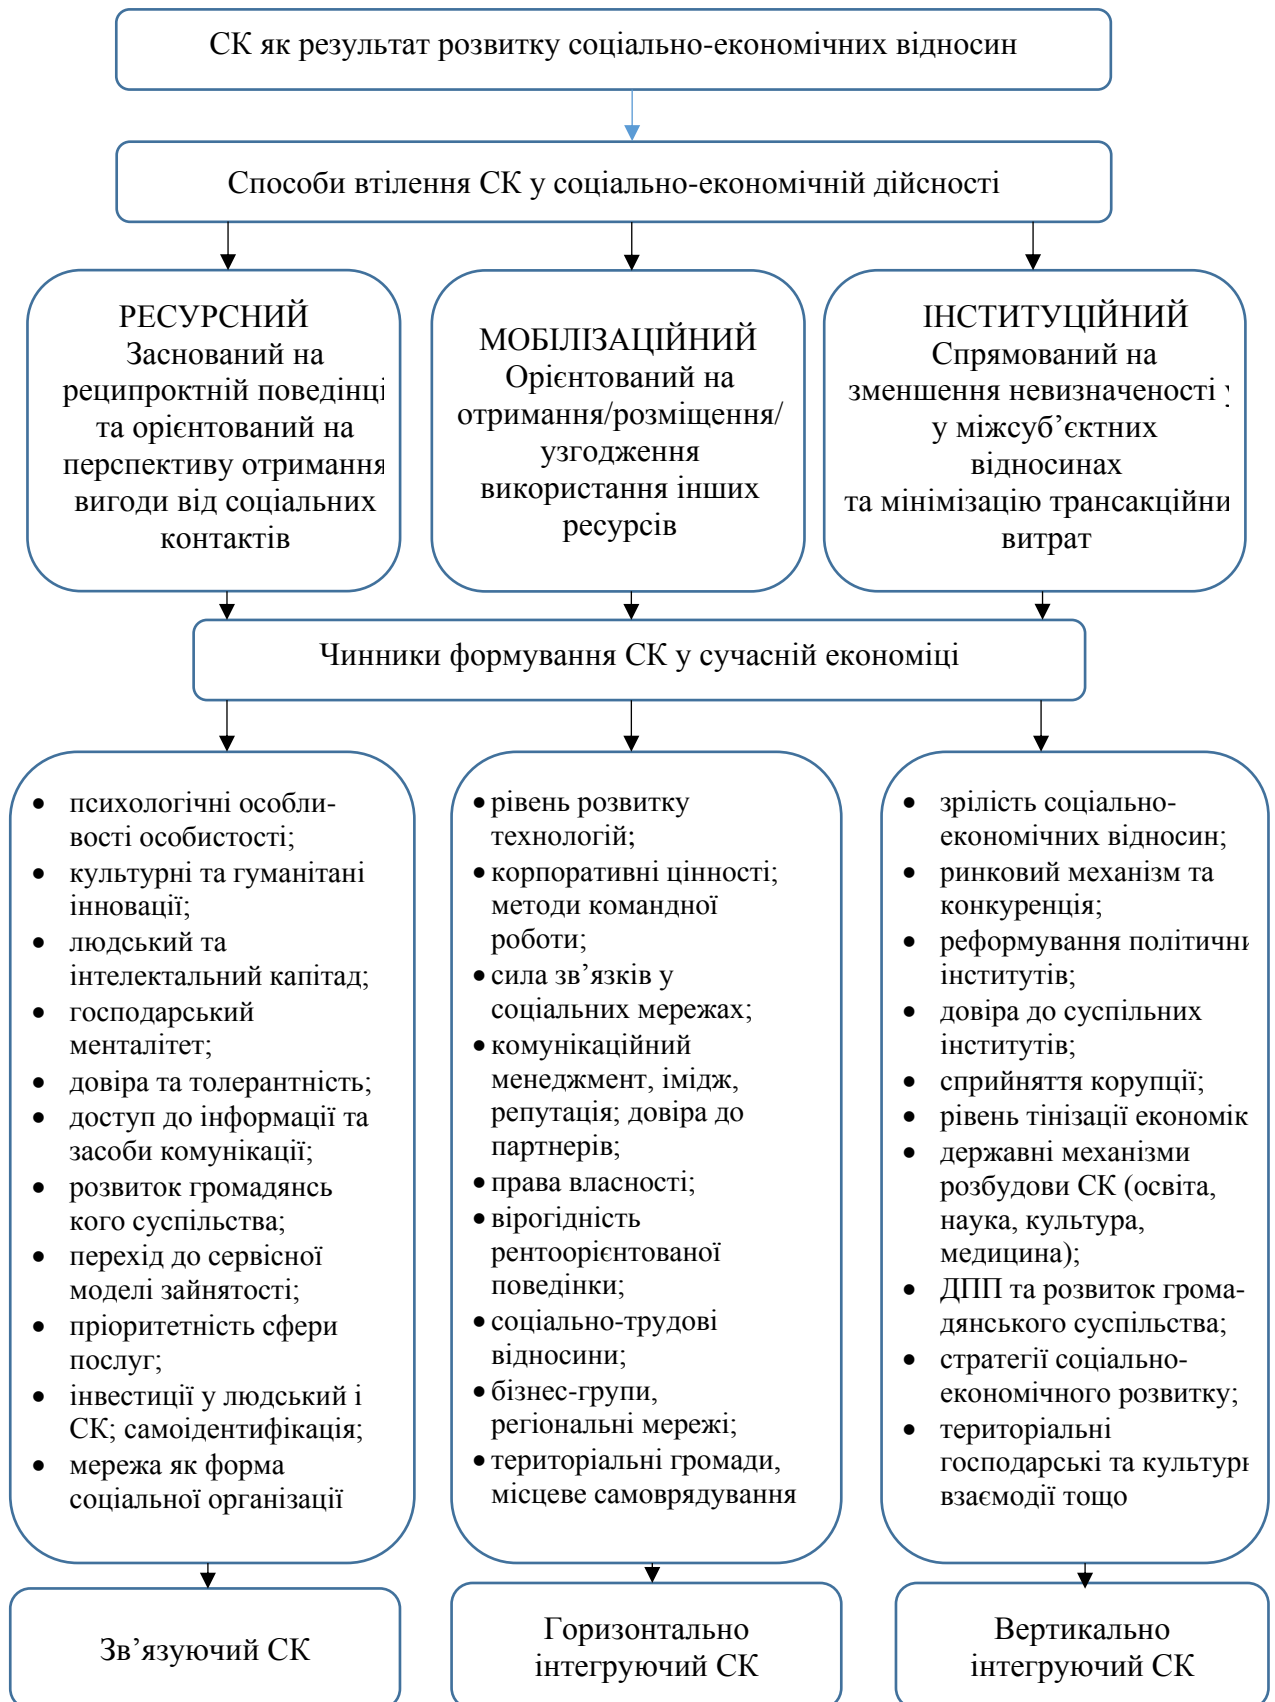 СК як результат розвитку соціально-економічних відносин
Способи втілення СК у соціально-економічній дійсності
РЕСУРСНИЙ
Заснований на
реципроктній поведінці
та орієнтований на
перспективу отримання
вигоди від соціальних
контактів
МОБІЛІЗАЦІЙНИЙ
Орієнтований на
отримання/розміщення/
узгодження
використання інших
ресурсів
ІНСТИТУЦІЙНИЙ
Спрямований на
зменшення невизначеності у
у міжсуб’єктних
відносинах
та мінімізацію трансакційни
витрат
Чинники формування СК у сучасній економіці
• психологічні особли-
вості особистості;
• культурні та гуманітані
інновації;
• людський та
інтелектальний капітад;
• господарський
менталітет;
• довіра та толерантність;
• доступ до інформації та
засоби комунікації;
• розвиток громадянсь
кого суспільства;
• перехід до сервісної
моделі зайнятості;
• пріоритетність сфери
послуг;
• інвестиції у людський і
СК; самоідентифікація;
• мережа як форма
соціальної організації
• рівень розвитку
технологій;
• корпоративні цінності;
методи командної
роботи;
• сила зв’язків у
соціальних мережах;
• комунікаційний
менеджмент, імідж,
репутація; довіра до
партнерів;
• права власності;
• вірогідність
рентоорієнтованої
поведінки;
• соціально-трудові
відносини;
• бізнес-групи,
регіональні мережі;
• територіальні громади,
місцеве самоврядування
• зрілість соціально-
економічних відносин;
• ринковий механізм та
конкуренція;
• реформування політични
інститутів;
• довіра до суспільних
інститутів;
• сприйняття корупції;
• рівень тінізації економік
• державні механізми
розбудови СК (освіта,
наука, культура,
медицина);
• ДПП та розвиток грома-
дянського суспільства;
• стратегії соціально-
економічного розвитку;
• територіальні
господарські та культурн
взаємодії тощо
Зв’язуючий СК
Горизонтально
інтегруючий СК
Вертикально
інтегруючий СК